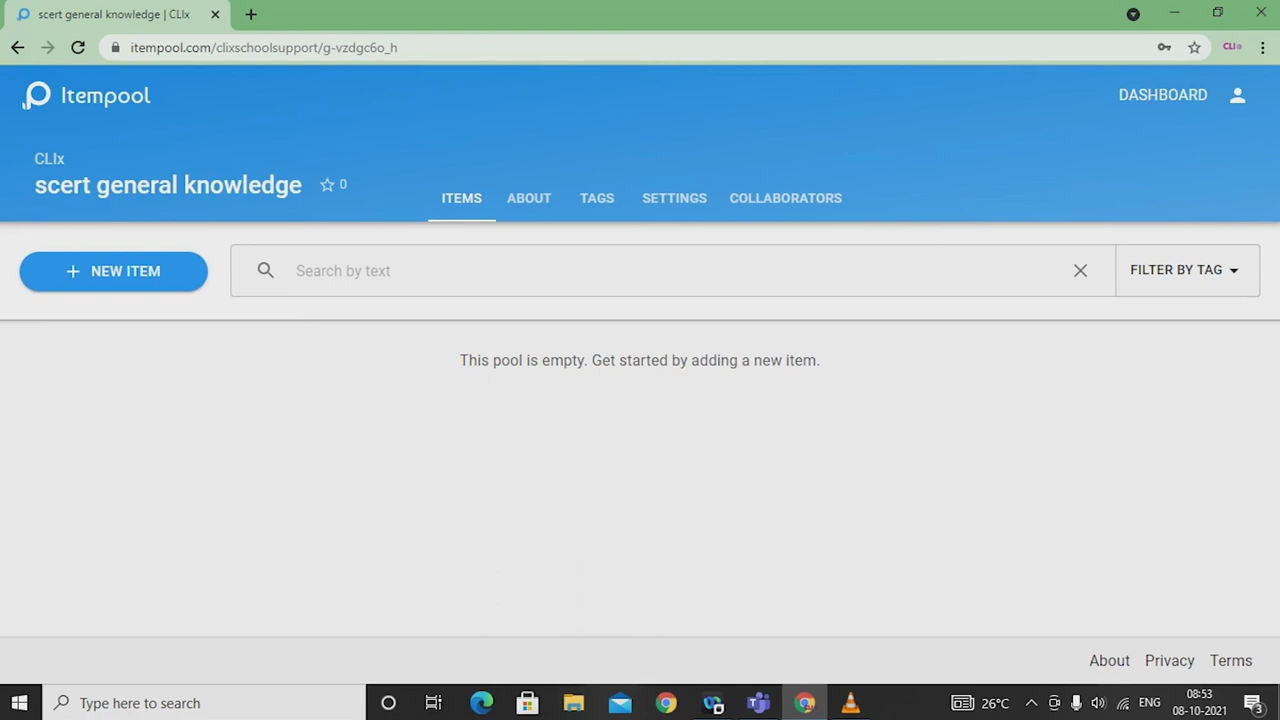 scert general knowledge | CLIx
itempool.com/clixschoolsupport/g-vzdgc6o_h
CLI
Itempool
DASHBOARD
CLIx
scert general knowledge 0
ITEMS ABOUT TAGS SETTINGS COLLABORATORS
+ NEW ITEM
Search by text
FILTER BY TAG
This pool is empty. Get started by adding a new item.
About Privacy Terms
Type here to search
26°C
ENG
08:53
08-10-2021
3